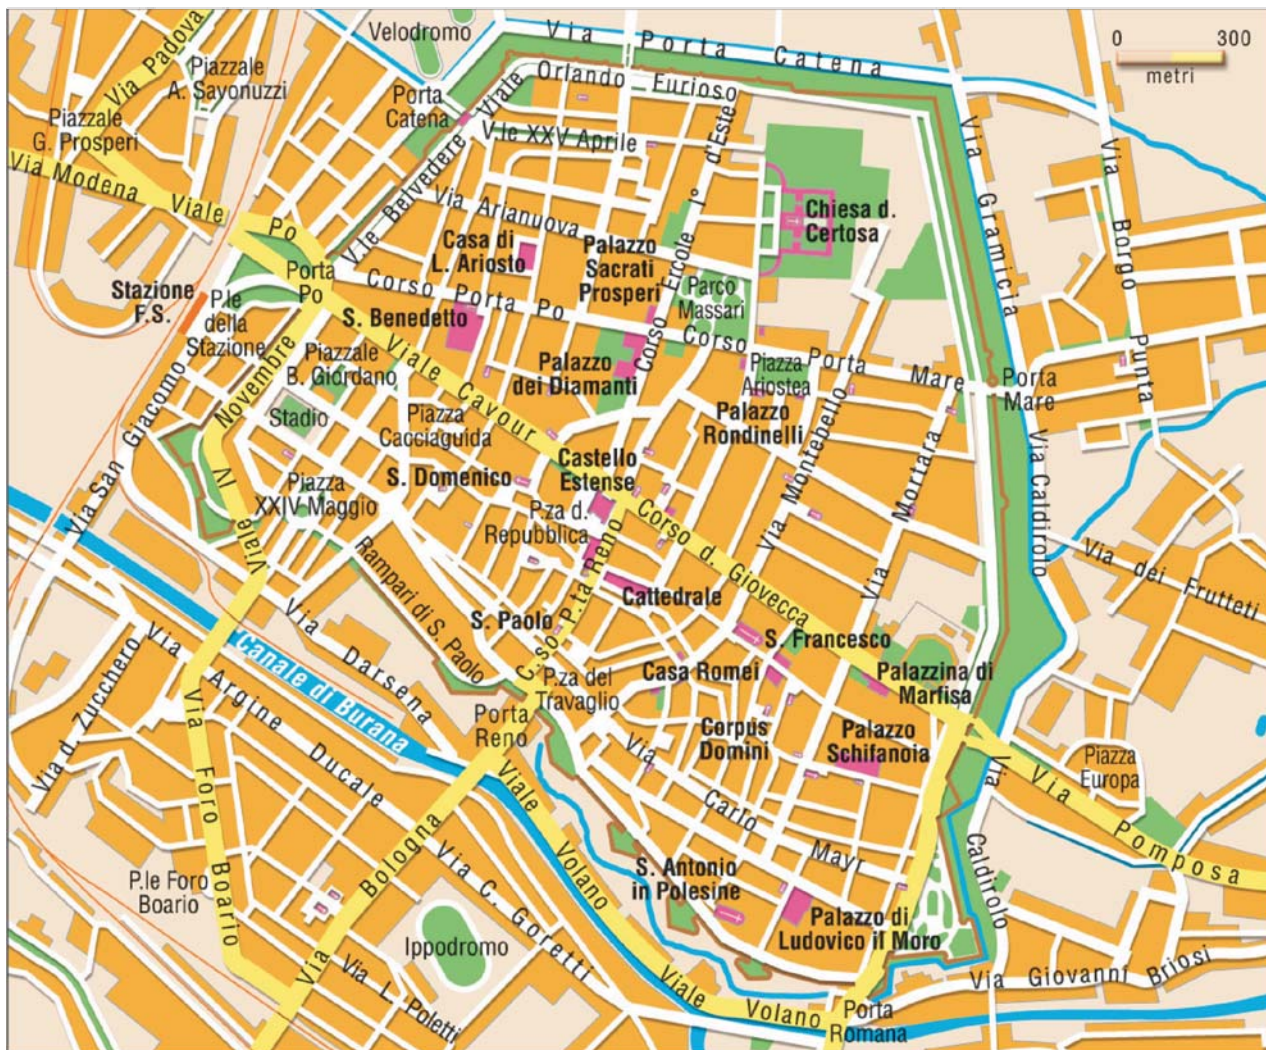 Velodromo
Via Porta Catena
0 300
metri
Via Padova
Piazzale
A. Savonuzzi
Viale Orlando Furioso
Porta
Catena
Piazzale
G. Prosperi
V.le XXV Aprile
d'Este
Via Modena
Viale Po
V.le Belvedere
Via Arianuova
Chiesa d.
Certosa
Via Gramicia
Via Borgo Punta
Casa di
L. Ariosto
Palazzo
Sacrati
Prosperi
Corso Ercole I°
Porta
Po
Parco
Massari
Stazione
F.S.
P.le
della
Stazione
Corso Porta Po
S. Benedetto
Corso Porta Mare
Piazzale
B. Giordano
Viale Cavour
Palazzo
dei Diamanti
Piazza
Ariostea
Porta
Mare
Stadio
Piazza
Cacciaguida
Palazzo
Rondinelli
Via San Giacomo
Viale IV Novembre
S. Domenico
Castello
Estense
Via Montebello
Via Mortara
Via Caldirolo
Piazza
XXIV Maggio
P.za d.
Repubblica
Corso d. Giovecca
Via dei Frutteti
Rampari di S. Paolo
C.so P.ta Reno
Cattedrale
S. Paolo
S. Francesco
Via Darsena
Canale di Burana
Casa Romei
Palazzina di
Marfisa
P.za del
Travaglio
Via d. Zucchero
Via Argine Ducale
Porta
Reno
Corpus
Domini
Palazzo
Schifanoia
Piazza
Europa
Via Foro Boario
Via Carlo Mayr
Via Pomposa
Viale Volano
Via Caldirolo
Via Bologna
Via C. Goretti
P.le Foro
Boario
S. Antonio
in Polesine
Palazzo di
Ludovico il Moro
Ippodromo
Via L. Poletti
Viale Volano
Porta
Romana
Via Giovanni Briosi